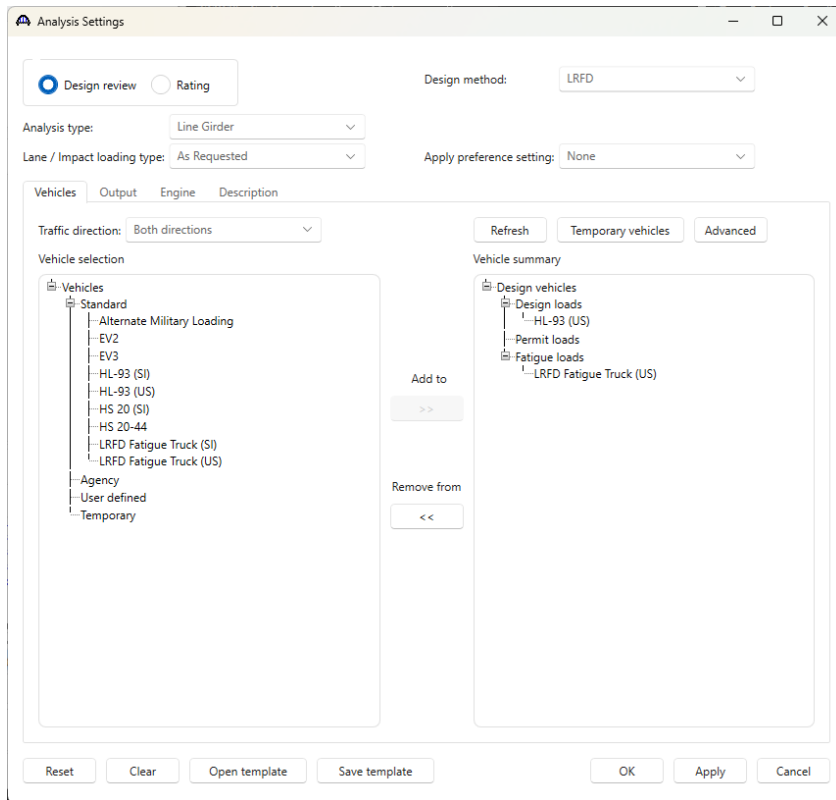 Analysis Settings
Design review Rating Design method: LRFD
Analysis type: Line Girder
Lane / Impact loading type: As Requested Apply preference setting: None
Vehicles Output Engine Description
Traffic direction: Both directions Refresh Temporary vehicles Advanced
Vehicle selection
Vehicles
Standard
Alternate Military Loading
EV2
EV3
HL-93 (SI)
HL-93 (US)
HS 20 (SI)
HS 20-44
LRFD Fatigue Truck (SI)
LRFD Fatigue Truck (US)
Agency
User defined
Temporary
Add to
>>
Remove from
<<
Vehicle summary
Design vehicles
Design loads
HL-93 (US)
Permit loads
Fatigue loads
LRFD Fatigue Truck (US)
Reset Clear Open template Save template OK Apply Cancel